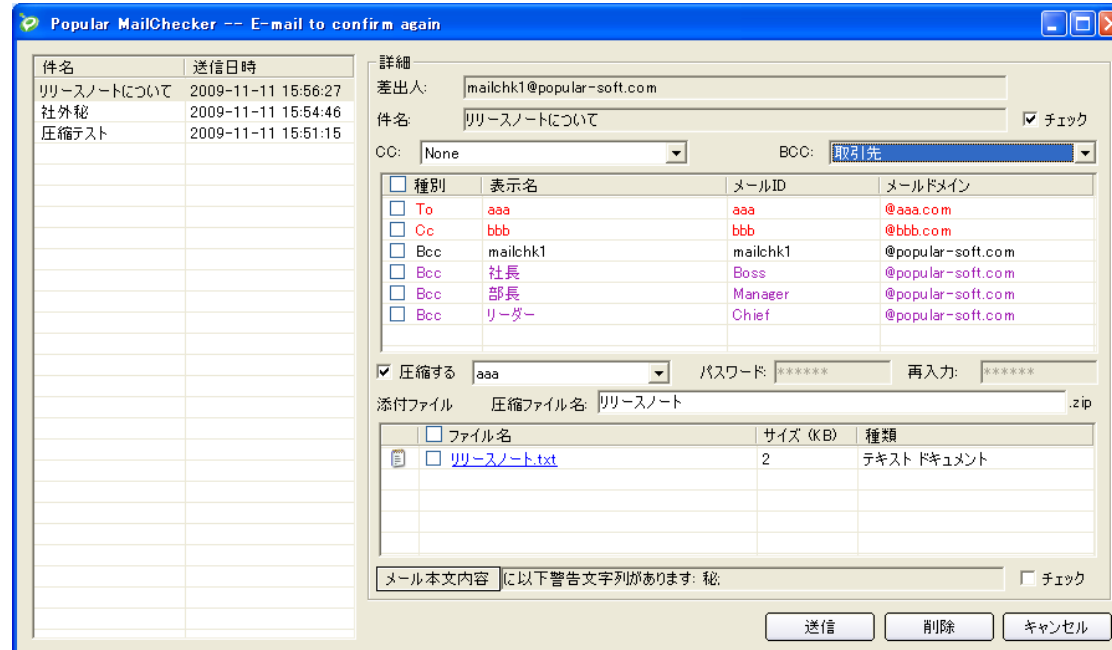 Popular MailChecker -- E-mail to confirm again
件名 送信日時
リリースノートについて 2009-11-11 15:56:27
社外秘 2009-11-11 15:54:46
圧縮テスト 2009-11-11 15:51:15
詳細
差出人: mailchk1@popular-soft.com
件名: リリースノートについて チェック
CC: None BCC: 取引先
種別 表示名 メールID メールドメイン
To aaa aaa @aaa.com
Cc bbb bbb @bbb.com
Bcc mailchk1 mailchk1 @popular-soft.com
Bcc 社長 Boss @popular-soft.com
Bcc 部長 Manager @popular-soft.com
Bcc リーダー Chief @popular-soft.com
圧縮する aaa パスワード: ****** 再入力: ******
添付ファイル 圧縮ファイル名: リリースノート .zip
ファイル名 サイズ (KB) 種類
リリースノート.txt 2 テキスト ドキュメント
メール本文内容 に以下警告文字列があります: 秘; チェック
送信 削除 キャンセル